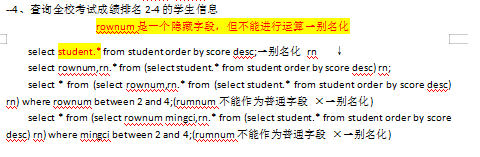 --4、查询全校考试成绩排名 2-4 的学生信息
rownum 是一个隐藏字段，但不能进行运算→别名化
select student.* from student order by score desc;→别名化 rn ↓
select rownum,rn.* from (select student.* from student order by score desc) rn;
select * from (select rownum,rn.* from (select student.* from student order by score desc)
rn) where rownum between 2 and 4;(rumnum 不能作为普通字段 ×→别名化)
select * from (select rownum mingci,rn.* from (select student.* from student order by score
desc) rn) where mingci between 2 and 4;(rumnum 不能作为普通字段 ×→别名化)